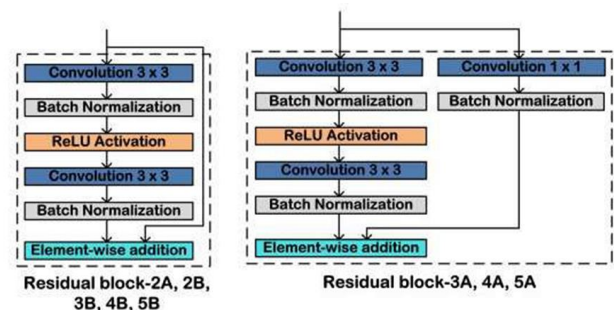 Convolution 3 x 3
Batch Normalization
ReLU Activation
Convolution 3 x 3
Batch Normalization
Element-wise addition
Residual block-2A, 2B,
3B, 4B, 5B
Convolution 3 x 3
Convolution 1 x 1
Batch Normalization
Batch Normalization
ReLU Activation
Convolution 3 x 3
Batch Normalization
Element-wise addition
Residual block-3A, 4A, 5A